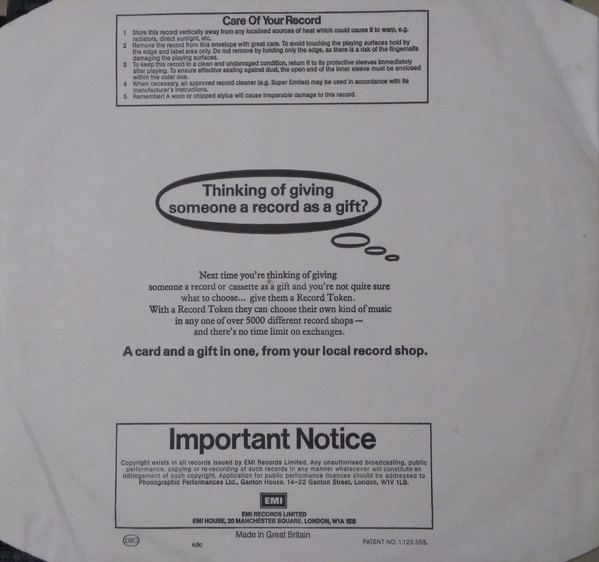 Care Of Your Record
1 Store this record vertically away from any localised sources of heat which could cause it to warp, e.g.
radiators, direct sunlight, etc.
2 Remove the record from this envelope with great care. To avoid touching the playing surfaces hold by
the edge and label area only. Do not remove by holding only the edge, as there is a risk of the fingernails
damaging the playing surfaces.
3 To keep this record in a clean and undamaged condition, return it to its protective sleeves immediately
after playing. To ensure effective sealing against dust, the open end of the inner sleeve must be enclosed
within the outer one.
4 When necessary, an approved record cleaner (e.g. Super Emitex) may be used in accordance with its
manufacturer's instructions.
5 Remember! A worn or chipped stylus will cause irreparable damage to this record.
Thinking of giving
someone a record as a gift?
Next time you're thinking of giving
someone a record or cassette as a gift and you're not quite sure
what to choose... give them a Record Token.
With a Record Token they can choose their own kind of music
in any one of over 5000 different record shops —
and there's no time limit on exchanges.
A card and a gift in one, from your local record shop.
Important Notice
Copyright exists in all records issued by EMI Records Limited. Any unauthorised broadcasting, public
performance, copying or re-recording of such records in any manner whatsoever will constitute an
infringement of such copyright. Application for public performance licences should be addressed to
Phonographic Performances Ltd., Ganton House, 14–22 Ganton Street, London, W1V 1LB.
EMI
EMI RECORDS LIMITED
EMI HOUSE, 20 MANCHESTER SQUARE, LONDON, W1A 1ES
Made in Great Britain
6/80
PATENT NO. 1.125.555.